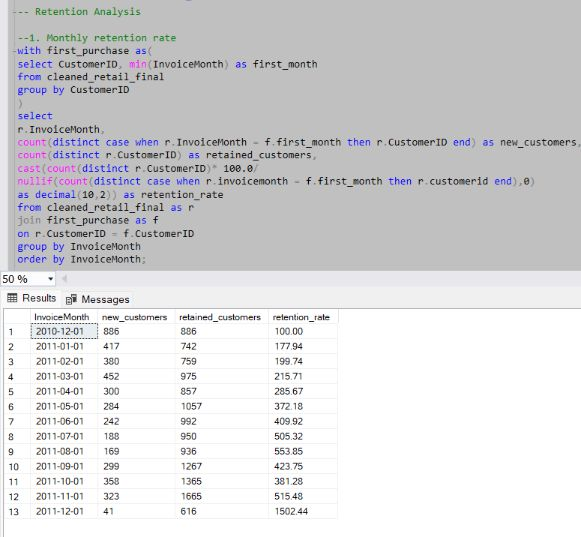 --- Retention Analysis
--1. Monthly retention rate
with first_purchase as(
select CustomerID, min(InvoiceMonth) as first_month
from cleaned_retail_final
group by CustomerID
)
select
r.InvoiceMonth,
count(distinct case when r.InvoiceMonth = f.first_month then r.CustomerID end) as new_customers,
count(distinct r.CustomerID) as retained_customers,
cast(count(distinct r.CustomerID)* 100.0/
nullif(count(distinct case when r.invoicemonth = f.first_month then r.customerid end),0)
as decimal(10,2)) as retention_rate
from cleaned_retail_final as r
join first_purchase as f
on r.CustomerID = f.CustomerID
group by InvoiceMonth
order by InvoiceMonth;
50 %
Results Messages
InvoiceMonth new_customers retained_customers retention_rate
1 2010-12-01 886 886 100.00
2 2011-01-01 417 742 177.94
3 2011-02-01 380 759 199.74
4 2011-03-01 452 975 215.71
5 2011-04-01 300 857 285.67
6 2011-05-01 284 1057 372.18
7 2011-06-01 242 992 409.92
8 2011-07-01 188 950 505.32
9 2011-08-01 169 936 553.85
10 2011-09-01 299 1267 423.75
11 2011-10-01 358 1365 381.28
12 2011-11-01 323 1665 515.48
13 2011-12-01 41 616 1502.44